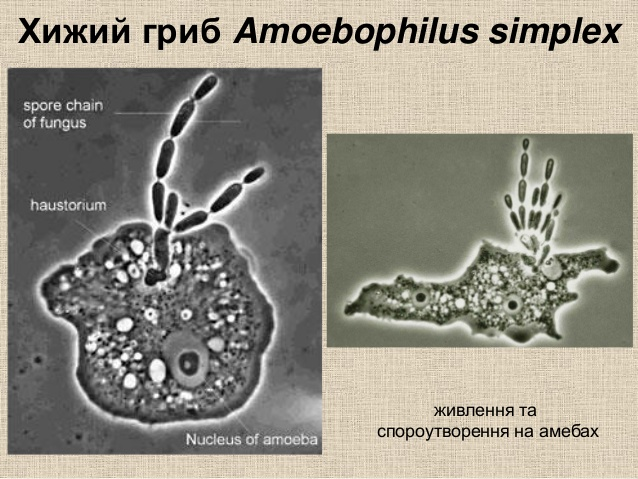 Хижий гриб Amoebophilus simplex
spore chain
of fungus
haustorium
Nucleus of amoeba
живлення та
спороутворення на амебах